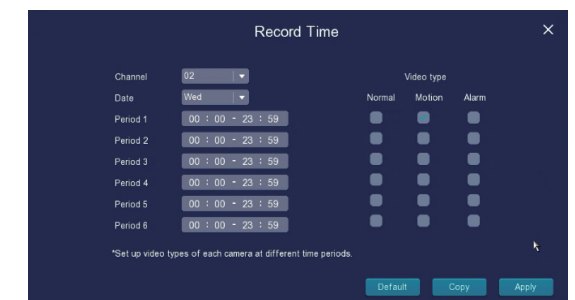 Record Time
Channel 02 Video type
Date Wed Normal Motion Alarm
Period 1 00 : 00 - 23 : 59
Period 2 00 : 00 - 23 : 59
Period 3 00 : 00 - 23 : 59
Period 4 00 : 00 - 23 : 59
Period 5 00 : 00 - 23 : 59
Period 6 00 : 00 - 23 : 59
*Set up video types of each camera at different time periods.
Default Copy Apply